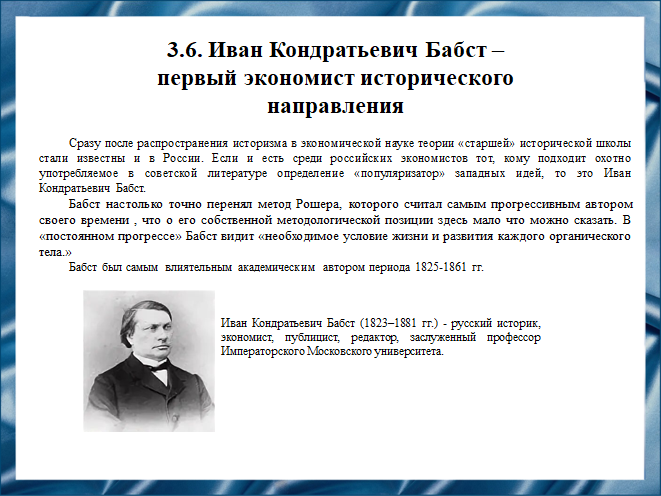 3.6. Иван Кондратьевич Бабст –
первый экономист исторического
направления
Сразу после распространения историзма в экономической науке теории «старшей» исторической школы
стали известны и в России. Если и есть среди российских экономистов тот, кому подходит охотно
употребляемое в советской литературе определение «популяризатор» западных идей, то это Иван
Кондратьевич Бабст.
Бабст настолько точно перенял метод Рошера, которого считал самым прогрессивным автором
своего времени , что о его собственной методологической позиции здесь мало что можно сказать. В
«постоянном прогрессе» Бабст видит «необходимое условие жизни и развития каждого органического
тела.»
Бабст был самым влиятельным академическим автором периода 1825-1861 гг.
Иван Кондратьевич Бабст (1823–1881 гг.) - русский историк,
экономист, публицист, редактор, заслуженный профессор
Императорского Московского университета.